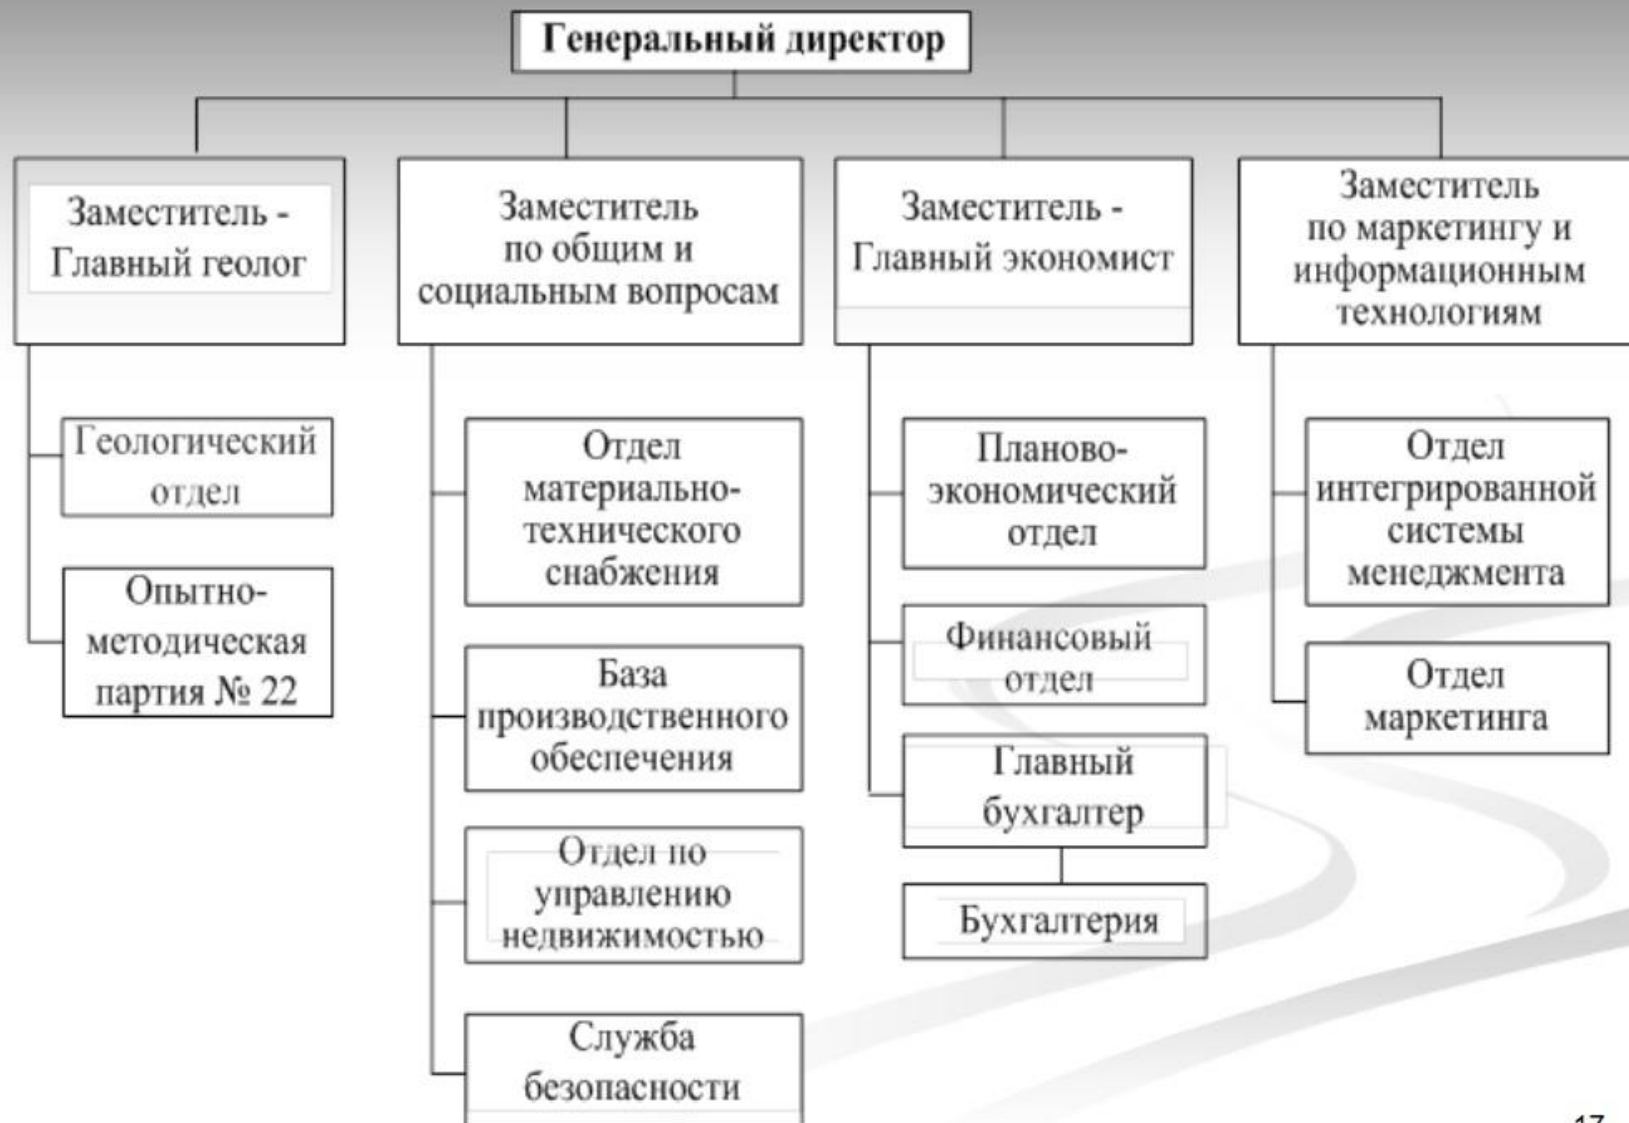 Генеральный директор
Заместитель -
Главный геолог
Заместитель
по общим и
социальным вопросам
Заместитель -
Главный экономист
Заместитель
по маркетингу и
информационным
технологиям
Геологический
отдел
Опытно-
методическая
партия № 22
Отдел
материально-
технического
снабжения
База
производственного
обеспечения
Отдел по
управлению
недвижимостью
Служба
безопасности
Планово-
экономический
отдел
Финансовый
отдел
Главный
бухгалтер
Бухгалтерия
Отдел
интегрированной
системы
менеджмента
Отдел
маркетинга
17